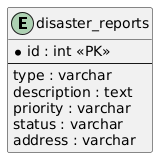 E disaster_reports
• id : int «PK»
type : varchar
description : text
priority : varchar
status : varchar
address : varchar